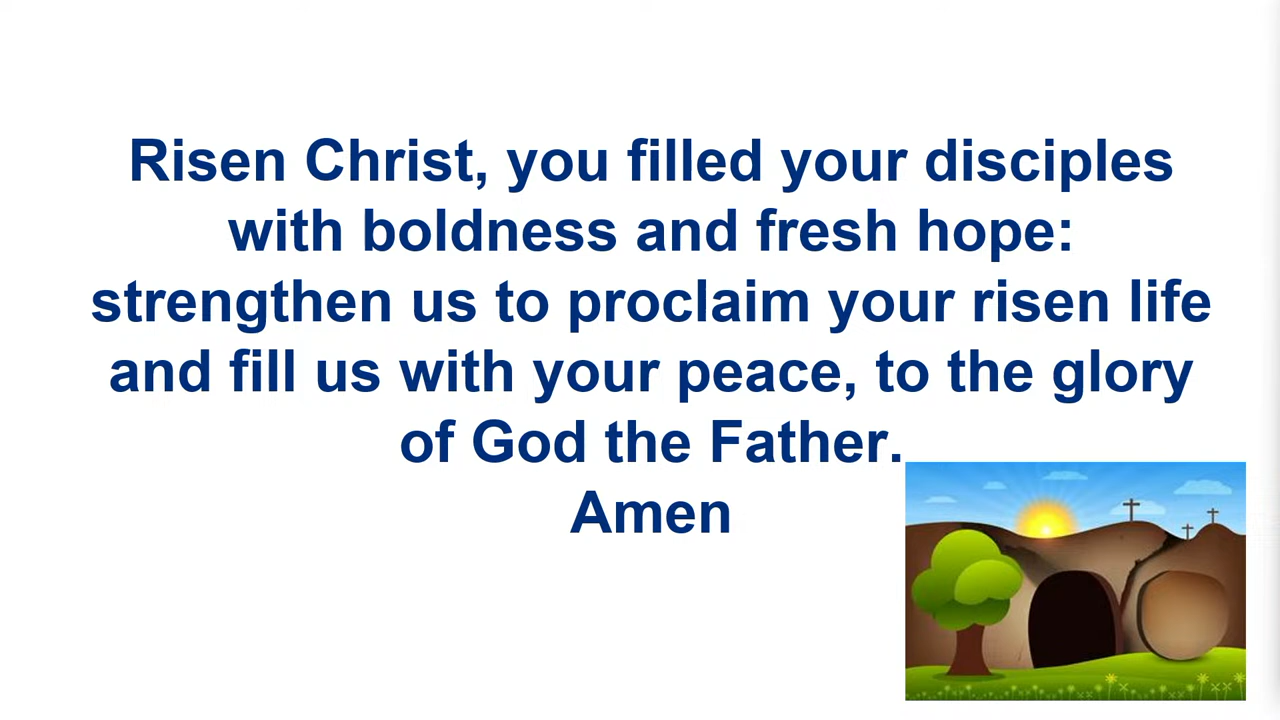 Risen Christ, you filled your disciples
with boldness and fresh hope:
strengthen us to proclaim your risen life
and fill us with your peace, to the glory
of God the Father.
Amen